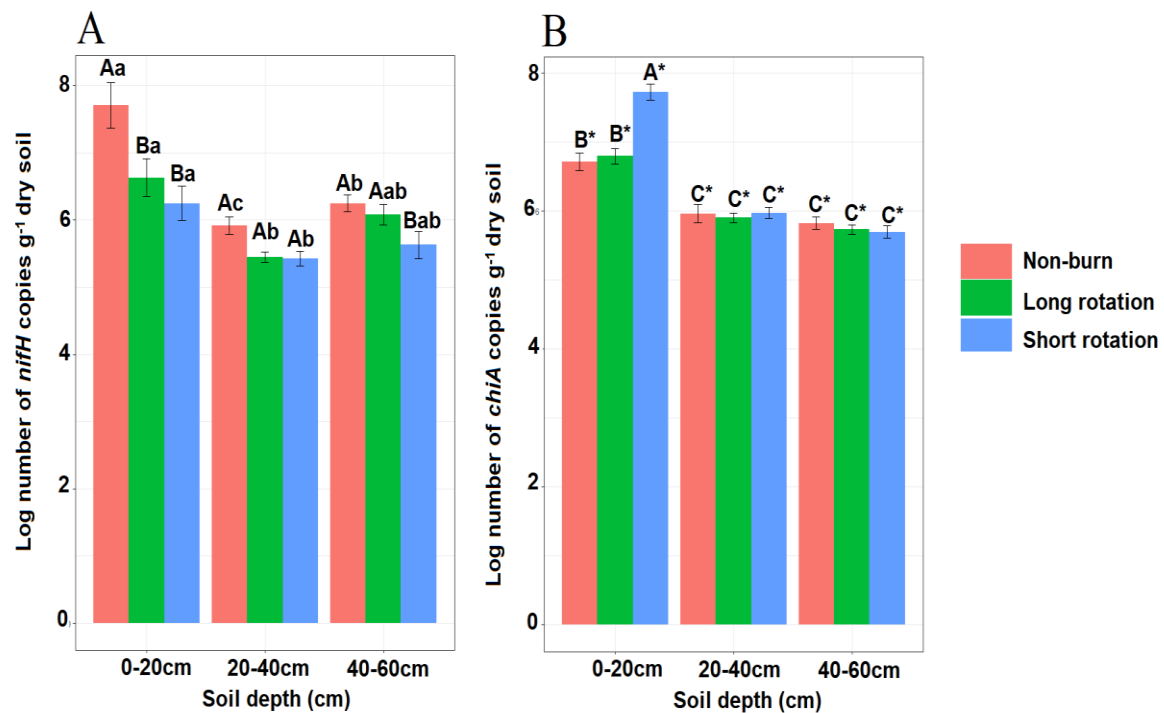 A
Log number of nifH copies g⁻¹ dry soil
8
6
4
2
0
Aa
Ba
Ba
Ac
Ab
Ab
Ab
Aab
Bab
0-20cm 20-40cm 40-60cm
Soil depth (cm)
B
Log number of chiA copies g⁻¹ dry soil
8
6
4
2
0
B*
B*
A*
C*
C*
C*
C*
C*
C*
0-20cm 20-40cm 40-60cm
Soil depth (cm)
Non-burn
Long rotation
Short rotation